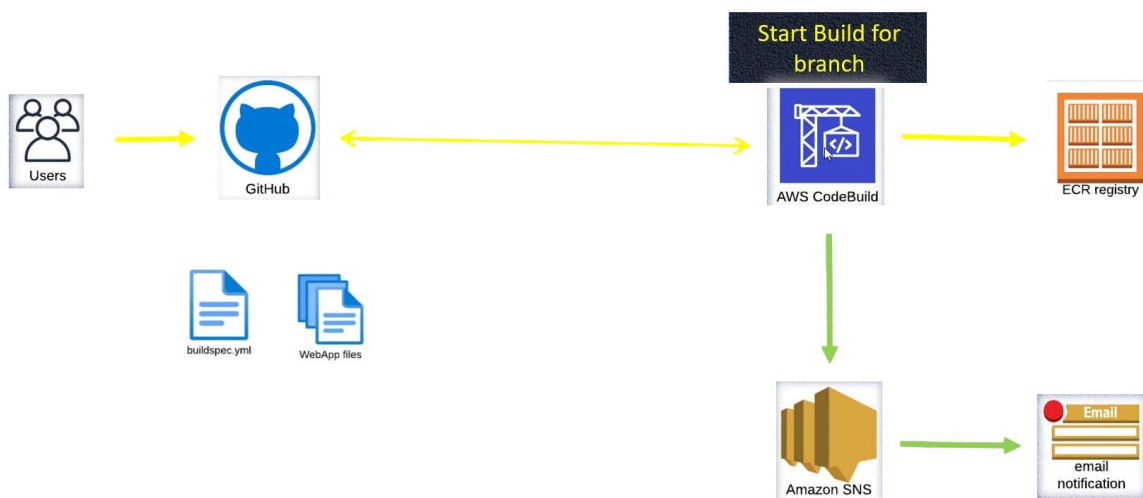 Start Build for
branch
Users
GitHub
</>
AWS CodeBuild
ECR registry
buildspec.yml
WebApp files
Email
Amazon SNS
email
notification